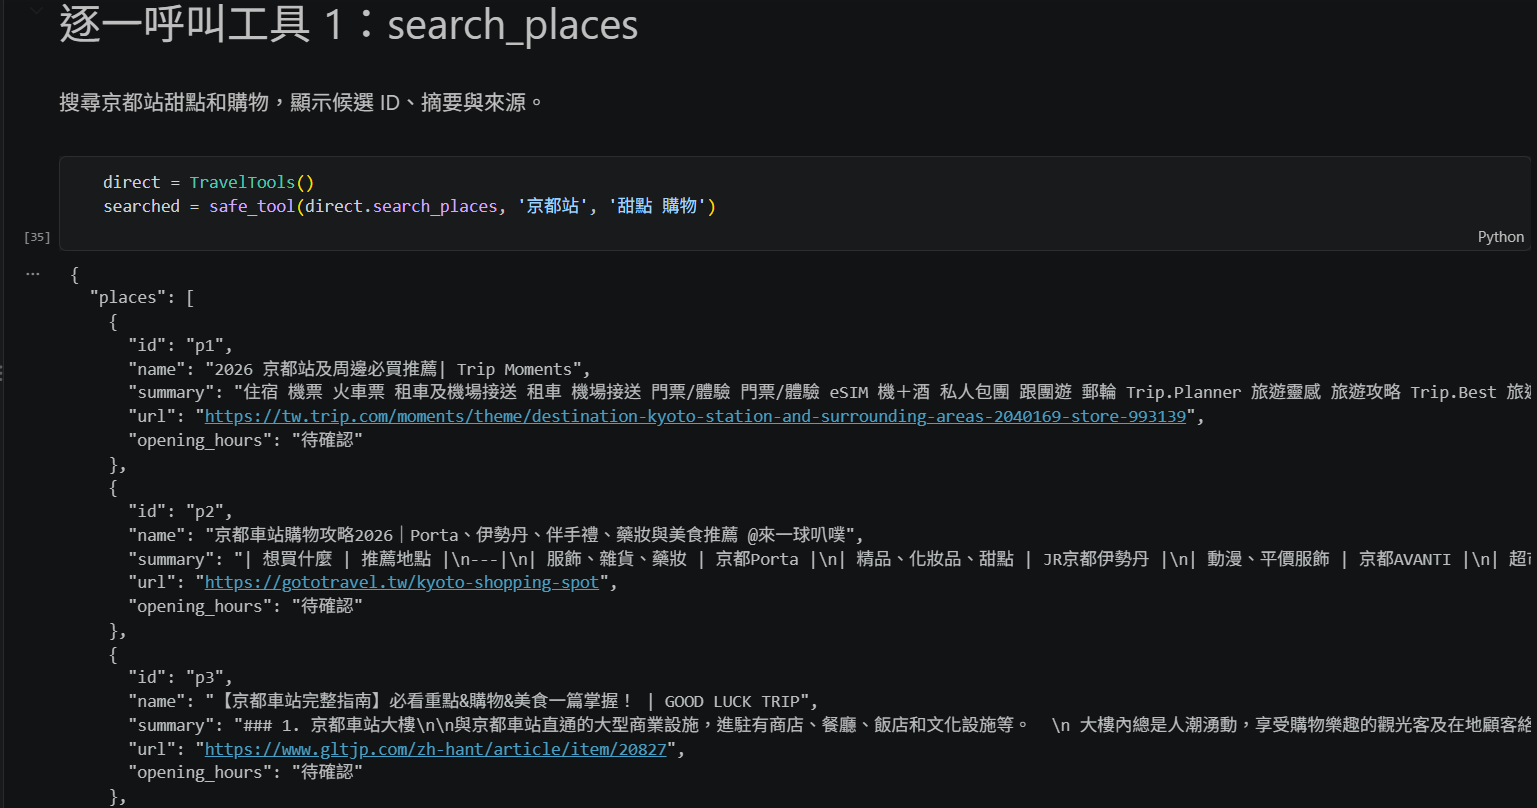 逐一呼叫工具 1：search_places
搜尋京都站甜點和購物，顯示候選 ID、摘要與來源。
direct = TravelTools()
searched = safe_tool(direct.search_places, '京都站', '甜點 購物')
[35]
Python
...
{
  "places": [
    {
      "id": "p1",
      "name": "2026 京都站及周邊必買推薦| Trip Moments",
      "summary": "住宿 機票 火車票 租車及機場接送 租車 機場接送 門票/體驗 門票/體驗 eSIM 機＋酒 私人包團 跟團遊 郵輪 Trip.Planner 旅遊靈感 旅遊攻略 Trip.Best 旅遊
      "url": "https://tw.trip.com/moments/theme/destination-kyoto-station-and-surrounding-areas-2040169-store-993139",
      "opening_hours": "待確認"
    },
    {
      "id": "p2",
      "name": "京都車站購物攻略2026｜Porta、伊勢丹、伴手禮、藥妝與美食推薦 @來一球叭噗",
      "summary": "| 想買什麼 | 推薦地點 |\n---|\n| 服飾、雜貨、藥妝 | 京都Porta |\n| 精品、化妝品、甜點 | JR京都伊勢丹 |\n| 動漫、平價服飾 | 京都AVANTI |\n| 超市
      "url": "https://gototravel.tw/kyoto-shopping-spot",
      "opening_hours": "待確認"
    },
    {
      "id": "p3",
      "name": "【京都車站完整指南】必看重點&購物&美食一篇掌握！ | GOOD LUCK TRIP",
      "summary": "### 1. 京都車站大樓\n\n與京都車站直通的大型商業設施，進駐有商店、餐廳、飯店和文化設施等。  \n 大樓內總是人潮湧動，享受購物樂趣的觀光客及在地顧客絡
      "url": "https://www.gltjp.com/zh-hant/article/item/20827",
      "opening_hours": "待確認"
    },